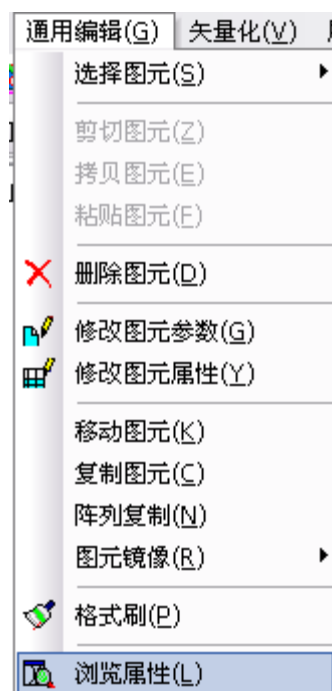 通用编辑(G) 矢量化(V)
选择图元(S)
剪切图元(Z)
拷贝图元(E)
粘贴图元(F)
删除图元(D)
修改图元参数(G)
修改图元属性(Y)
移动图元(K)
复制图元(C)
阵列复制(N)
图元镜像(R)
格式刷(P)
浏览属性(L)